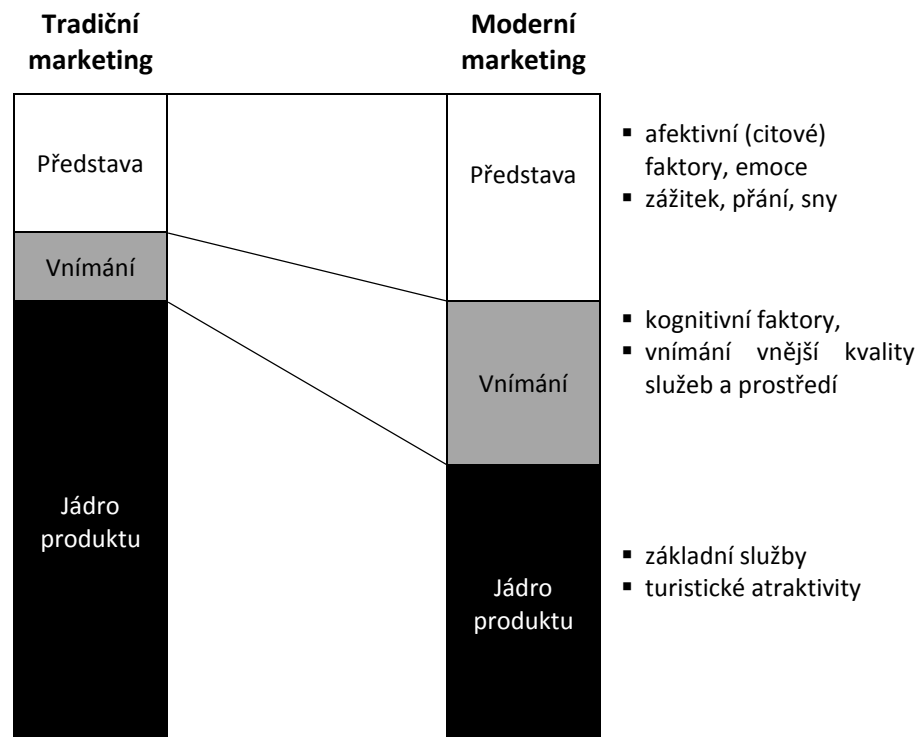 Tradiční
marketing
Moderní
marketing
Představa
Vnímání
Jádro
produktu
Představa
Vnímání
Jádro
produktu
▪ afektivní (citové)
faktory, emoce
▪ zážitek, přání, sny
▪ kognitivní faktory,
▪ vnímání vnější kvality
služeb a prostředí
▪ základní služby
▪ turistické atraktivity